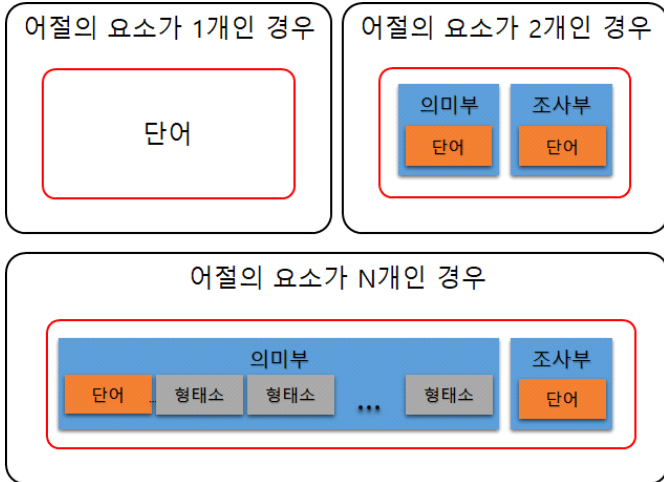 어절의 요소가 1개인 경우
단어
어절의 요소가 2개인 경우
의미부 조사부
단어 단어
어절의 요소가 N개인 경우
의미부 조사부
단어 형태소 형태소 ... 형태소 단어